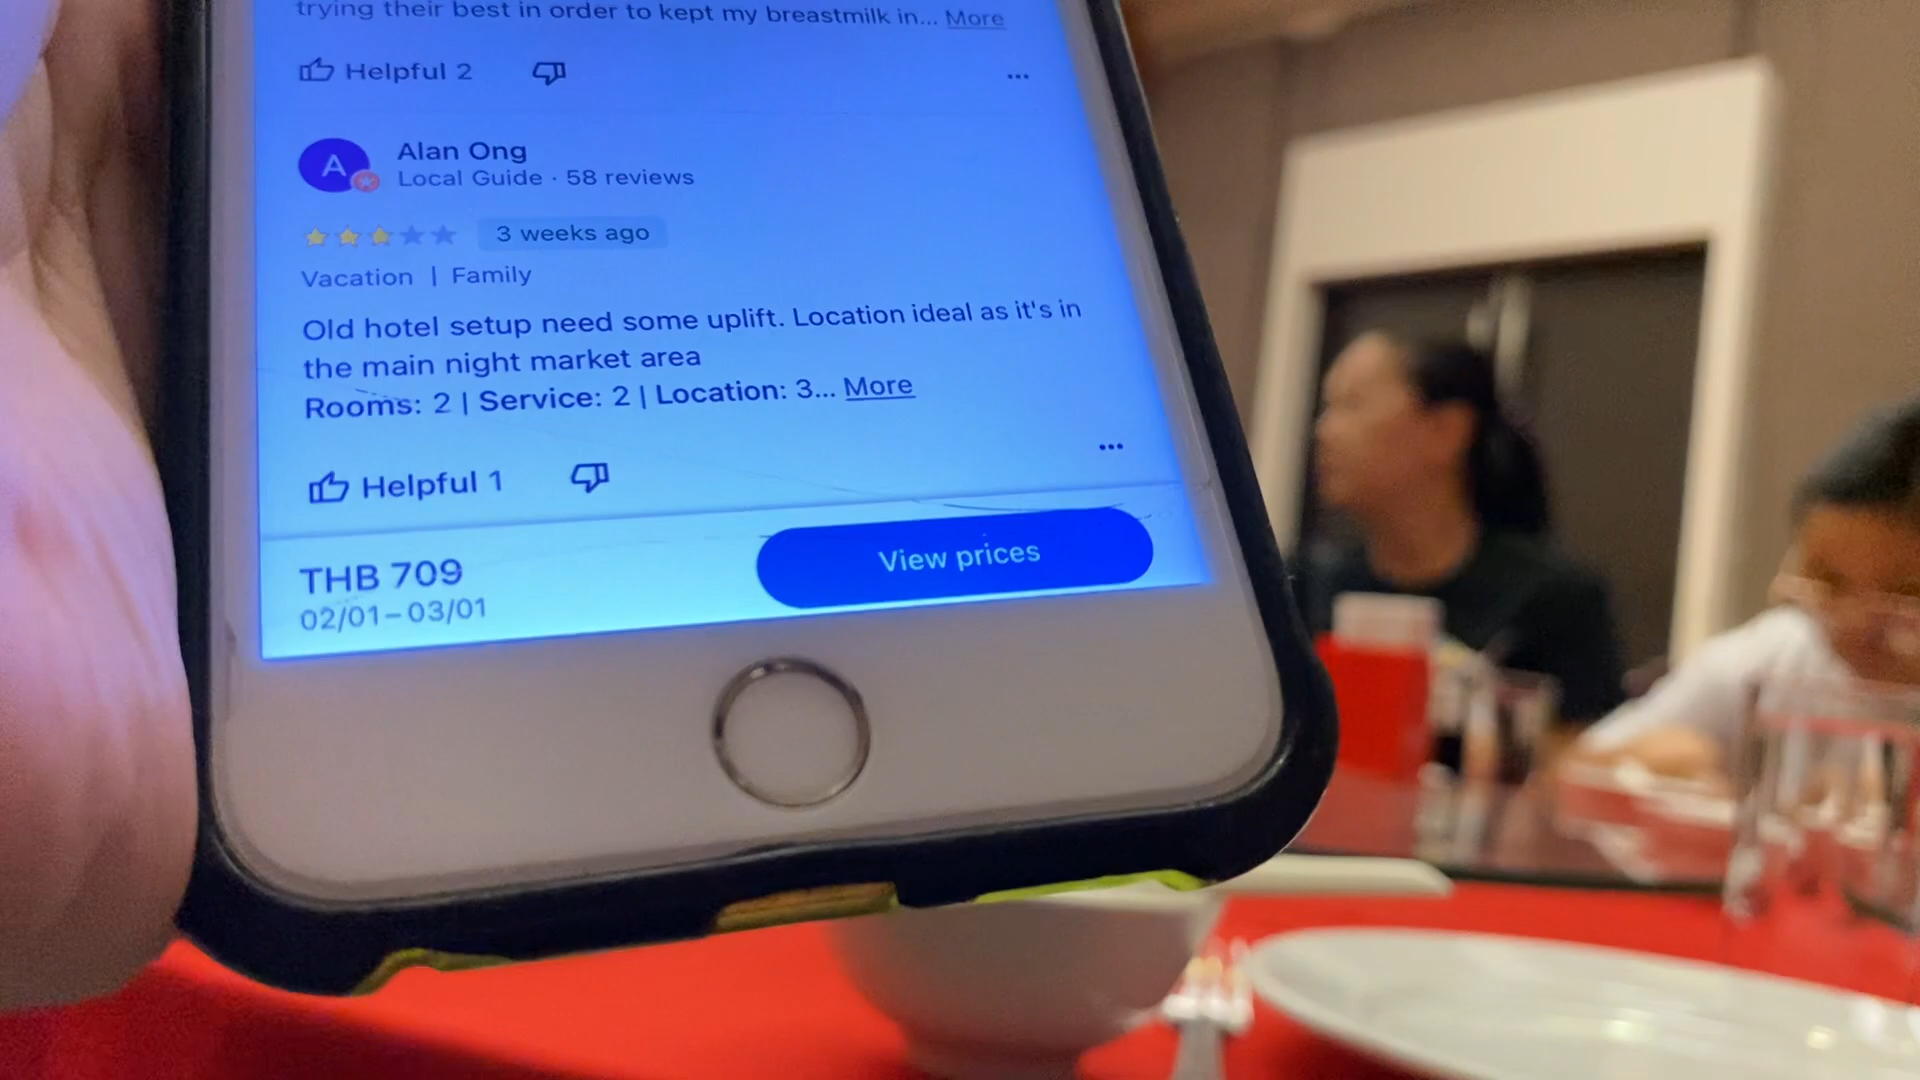 trying their best in order to kept my breastmilk in... More
Helpful 2
A
Alan Ong
Local Guide · 58 reviews
3 weeks ago
Vacation | Family
Old hotel setup need some uplift. Location ideal as it's in
the main night market area
Rooms: 2 | Service: 2 | Location: 3... More
Helpful 1
THB 709
View prices
02/01–03/01